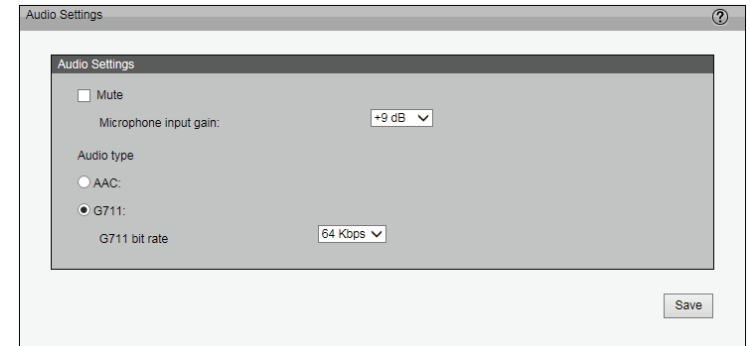 Audio Settings ?
Audio Settings
Mute
Microphone input gain: +9 dB
Audio type
AAC:
G711:
G711 bit rate 64 Kbps
Save